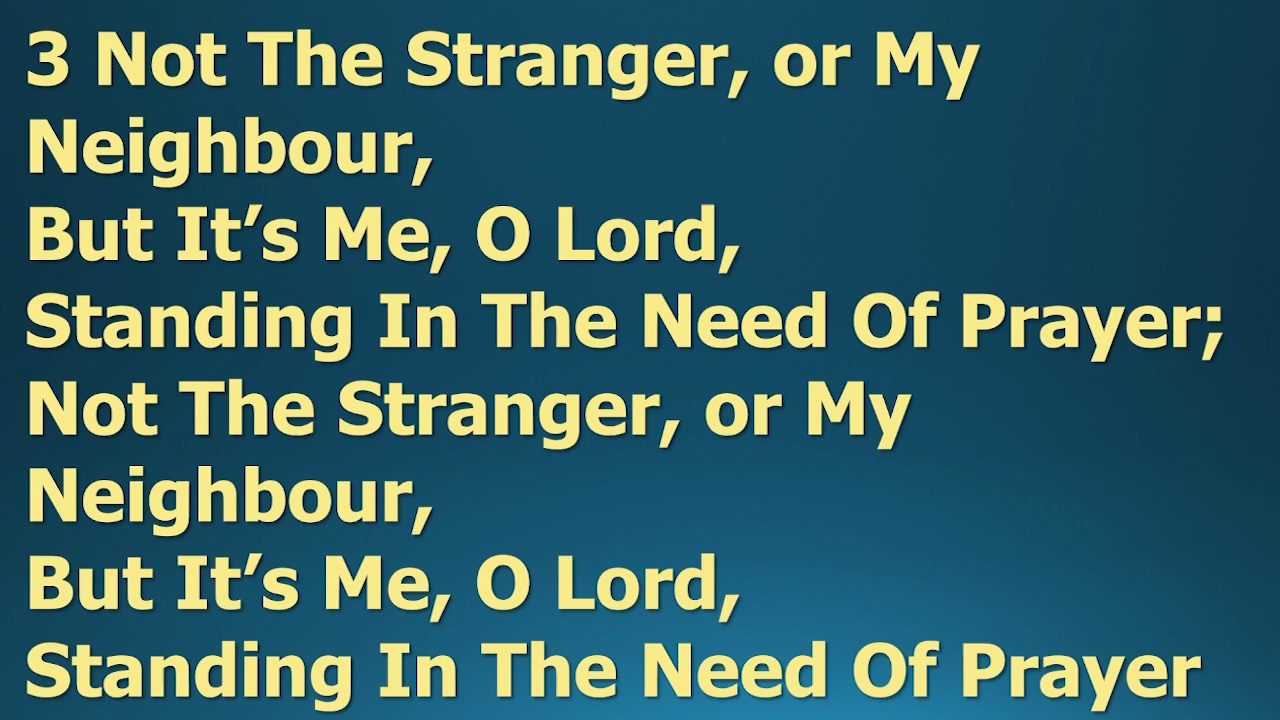 3 Not The Stranger, or My
Neighbour,
But It’s Me, O Lord,
Standing In The Need Of Prayer;
Not The Stranger, or My
Neighbour,
But It’s Me, O Lord,
Standing In The Need Of Prayer